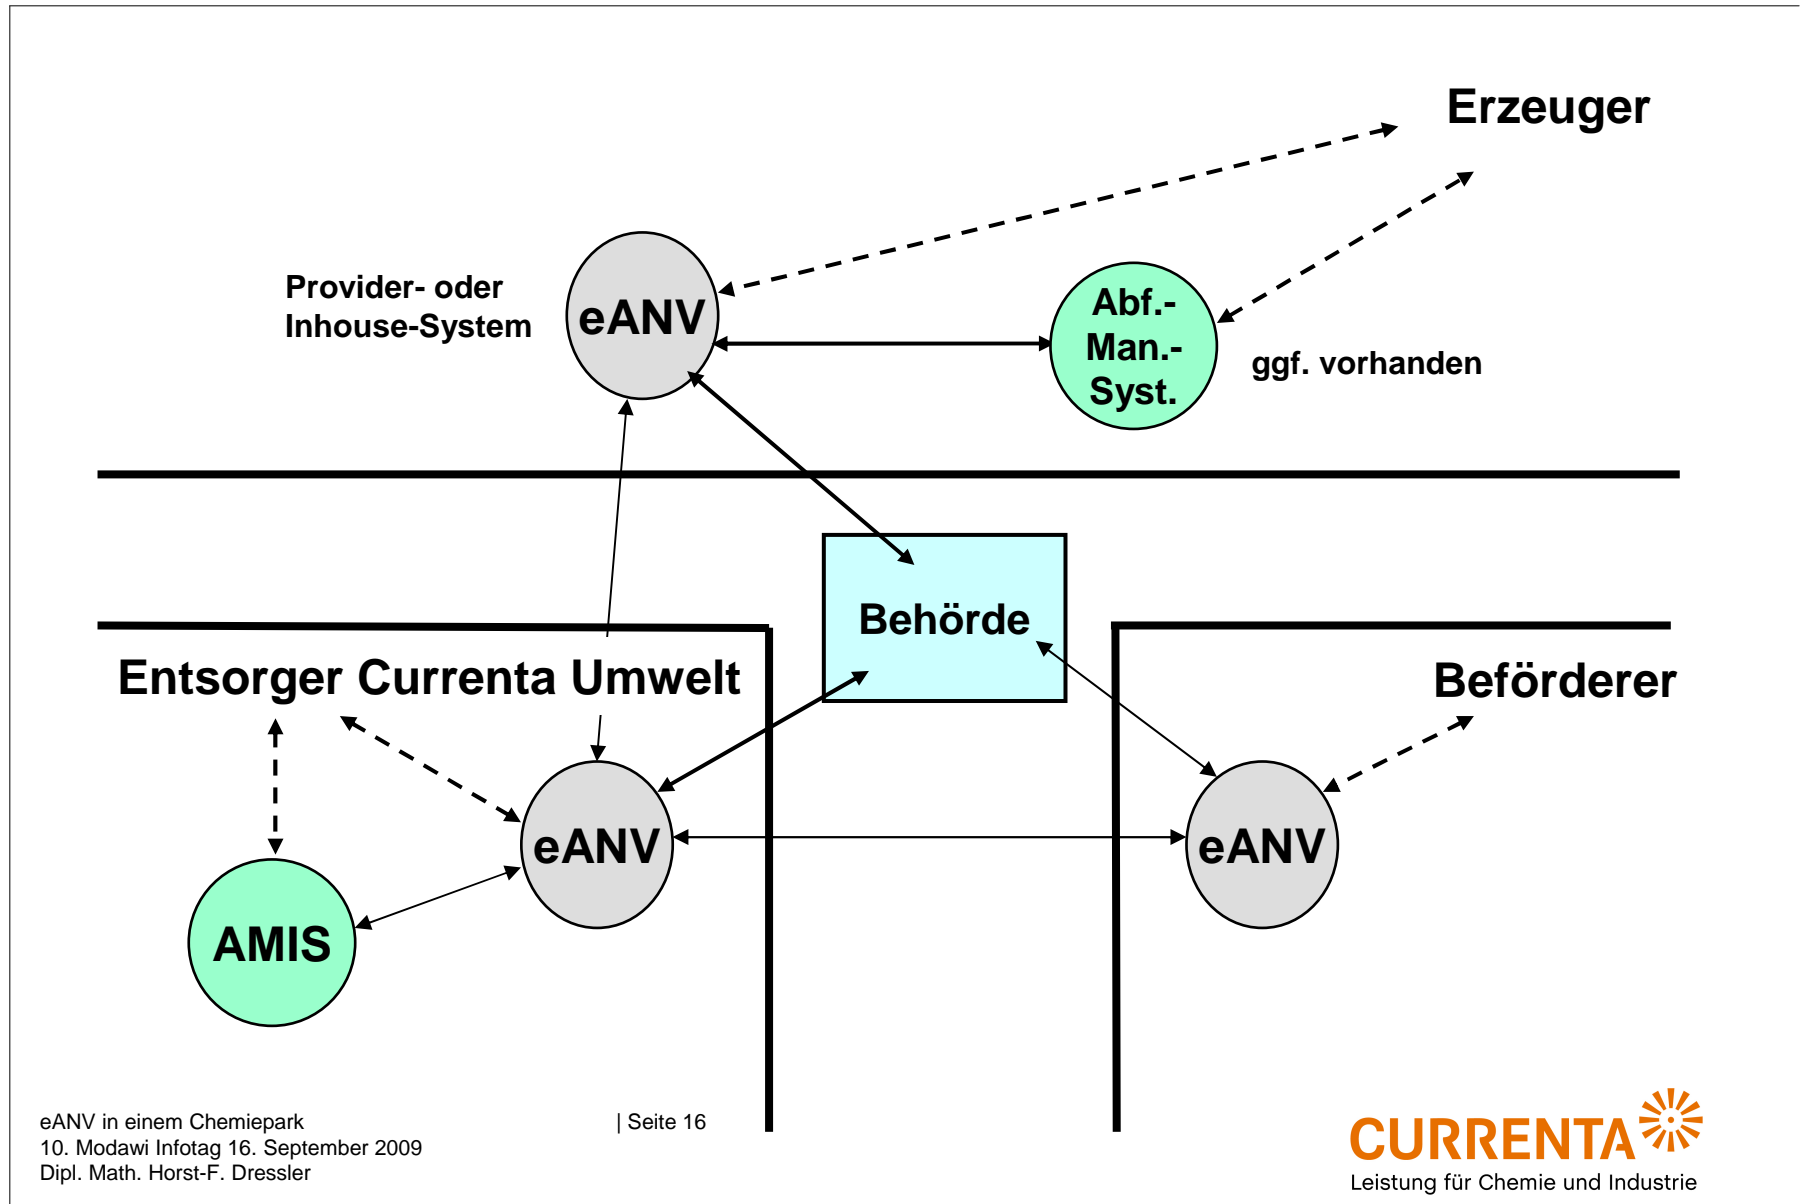 Erzeuger
Provider- oder
Inhouse-System
eANV
Abf.-
Man.-
Syst.
ggf. vorhanden
Behörde
Entsorger Currenta Umwelt
Beförderer
eANV
eANV
AMIS
eANV in einem Chemiepark
| Seite 16
10. Modawi Infotag 16. September 2009
Dipl. Math. Horst-F. Dressler
CURRENTA
Leistung für Chemie und Industrie